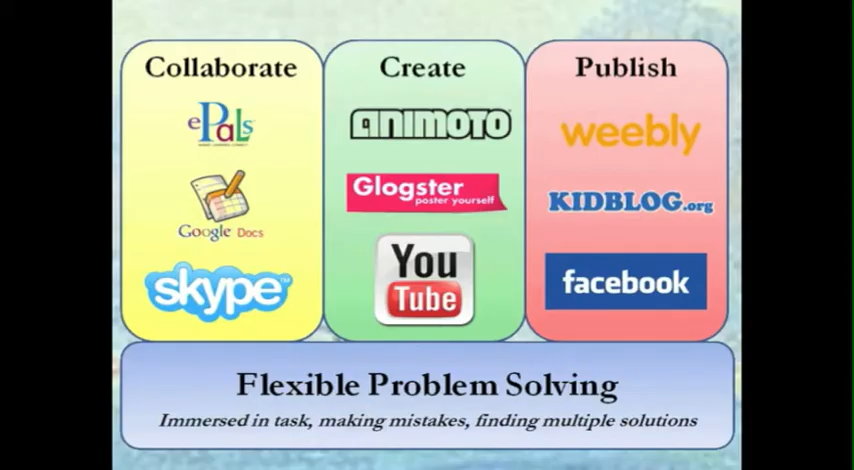 Collaborate
ePals
Google Docs
skype™
Create
ANIMOTO
Glogster
poster yourself
You
Tube
Publish
weebly
KIDBLOG.org
facebook
Flexible Problem Solving
Immersed in task, making mistakes, finding multiple solutions